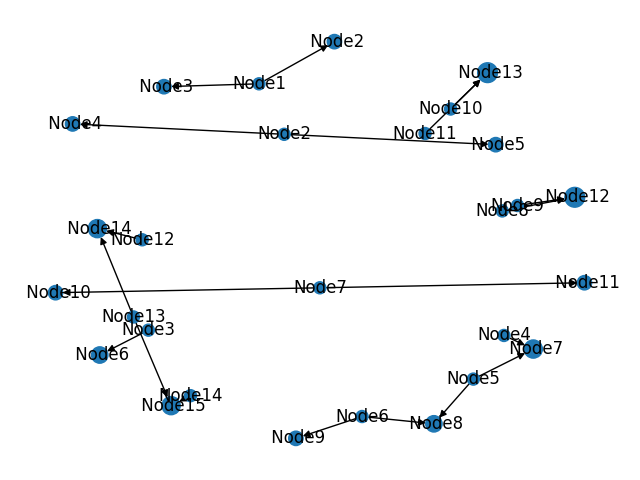 Node2
Node13
Node3
Node1
Node10
Node4
Node2
Node11
Node5
Node12
Node9
Node8
Node14
Node12
Node10
Node7
Node11
Node13
Node3
Node4
Node6
Node7
Node5
Node14
Node15
Node6
Node8
Node9